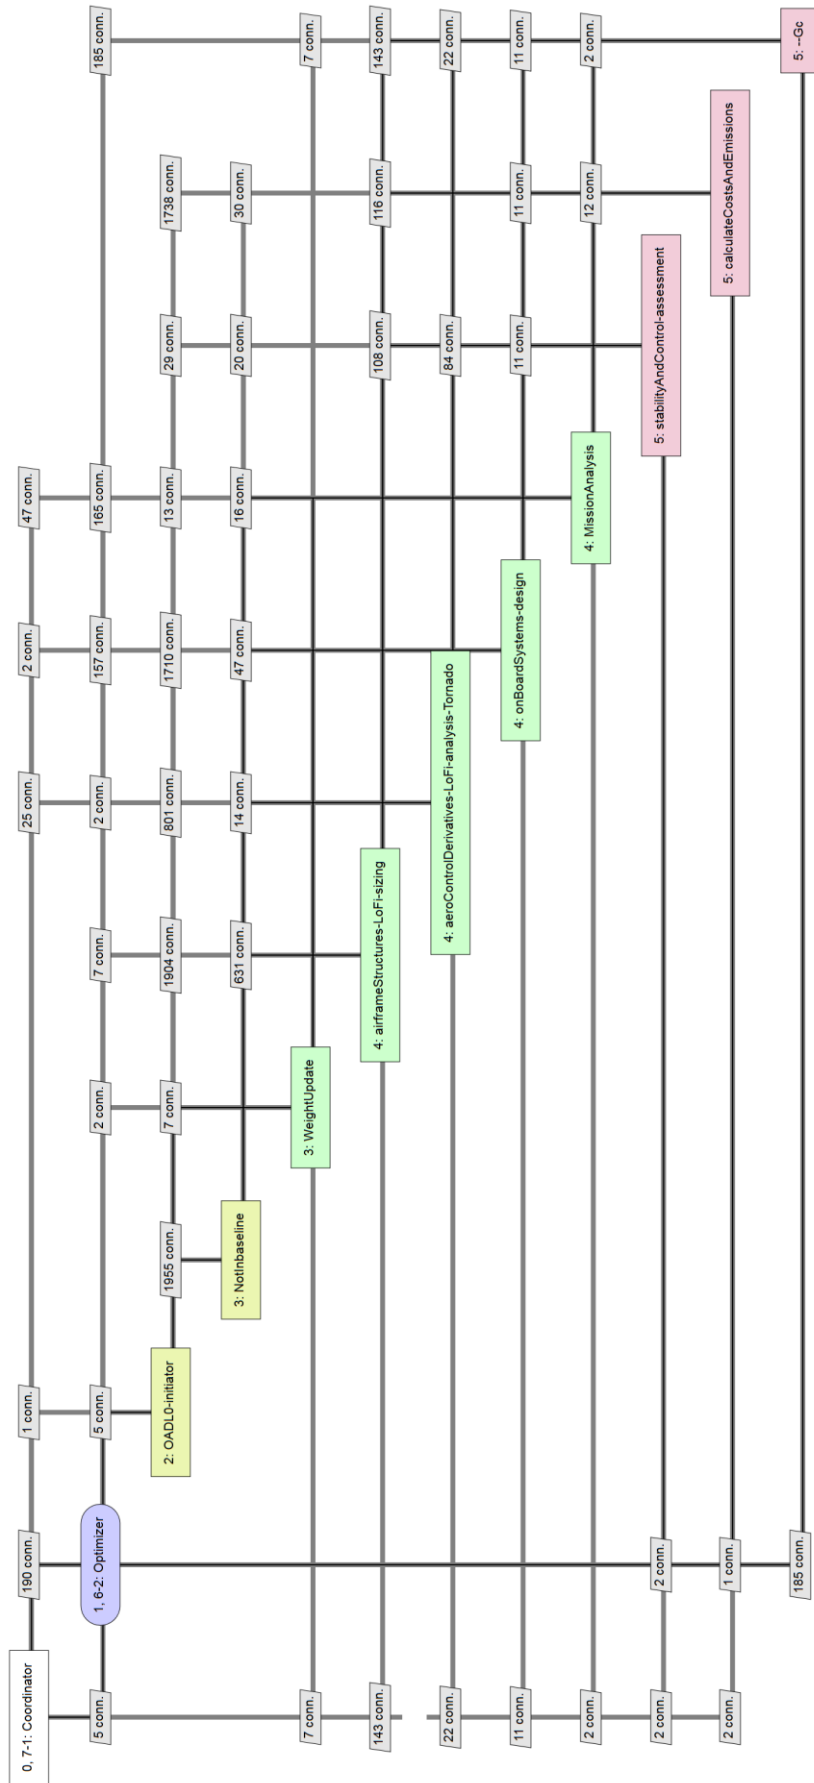 0, 7-1: Coordinator
190 conn.
1 conn.
25 conn.
2 conn.
47 conn.
5 conn.
1, 6-2: Optimizer
5 conn.
2 conn.
7 conn.
2 conn.
157 conn.
165 conn.
185 conn.
2: OADL0-initiator
1955 conn.
7 conn.
1904 conn.
801 conn.
1710 conn.
13 conn.
29 conn.
1738 conn.
3: NotInbaseline
631 conn.
14 conn.
47 conn.
16 conn.
20 conn.
30 conn.
7 conn.
3: WeightUpdate
7 conn.
143 conn.
4: airframeStructures-LoFi-sizing
108 conn.
116 conn.
143 conn.
22 conn.
4: aeroControlDerivatives-LoFi-analysis-Tornado
84 conn.
22 conn.
11 conn.
4: onBoardSystems-design
11 conn.
11 conn.
11 conn.
2 conn.
4: MissionAnalysis
12 conn.
2 conn.
2 conn.
2 conn.
5: stabilityAndControl-assessment
2 conn.
1 conn.
5: calculateCostsAndEmissions
185 conn.
5: --Gc